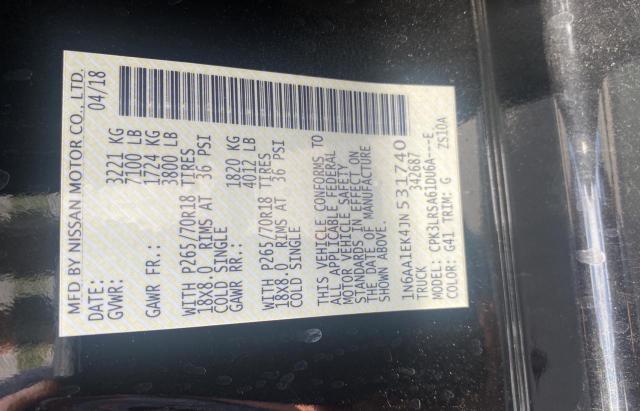 MFD BY NISSAN MOTOR CO., LTD.
DATE: 04/18
GVWR: 3221 KG
7100 LB
GAWR FR.: 1724 KG
3800 LB
WITH P265/70R18 TIRES
18X8.0 RIMS AT 36 PSI
COLD SINGLE
GAWR RR.: 1820 KG
4012 LB
WITH P265/70R18 TIRES
18X8.0 RIMS AT 36 PSI
COLD SINGLE
THIS VEHICLE CONFORMS TO
ALL APPLICABLE FEDERAL
MOTOR VEHICLE SAFETY
STANDARDS IN EFFECT ON
THE DATE OF MANUFACTURE
SHOWN ABOVE.
1N6AA1EK4JN531740
TRUCK 342687
MODEL: CPK3LRSA61DU6A---E
COLOR: G41 TRIM: G ZS10A